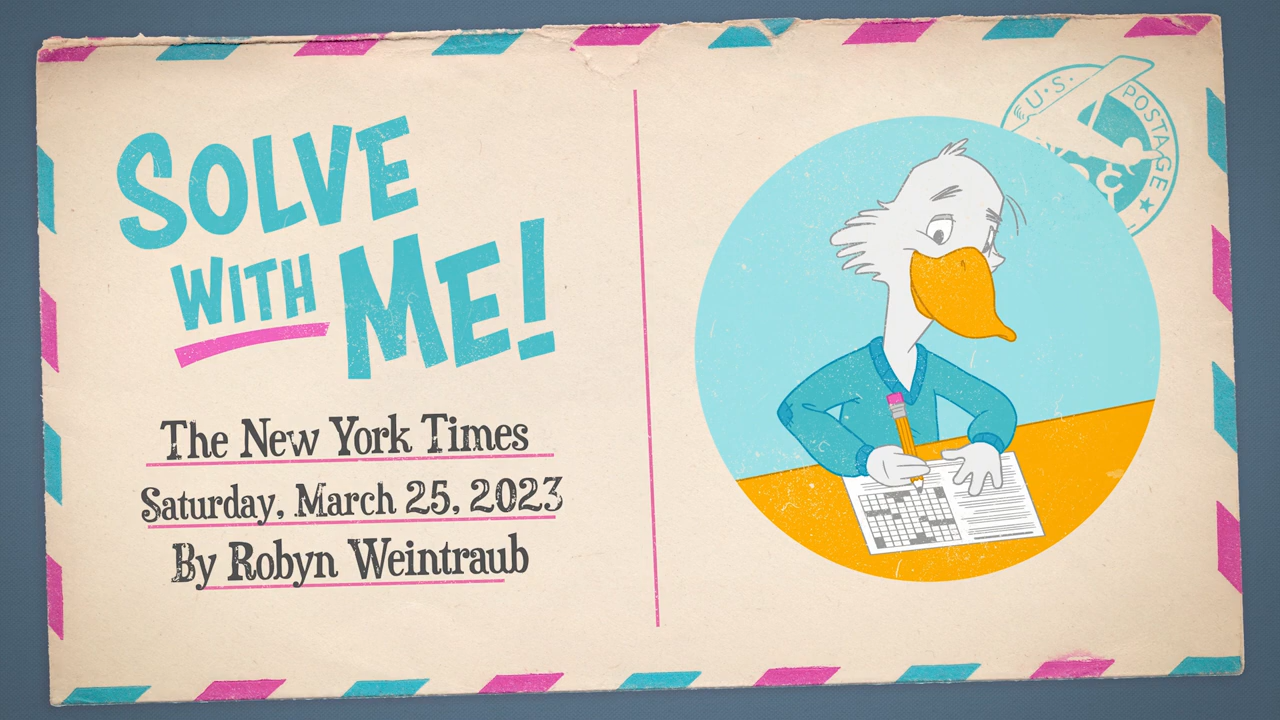 SOLVE
WITH ME!
The New York Times
Saturday, March 25, 2023
By Robyn Weintraub
U.S. POSTAGE